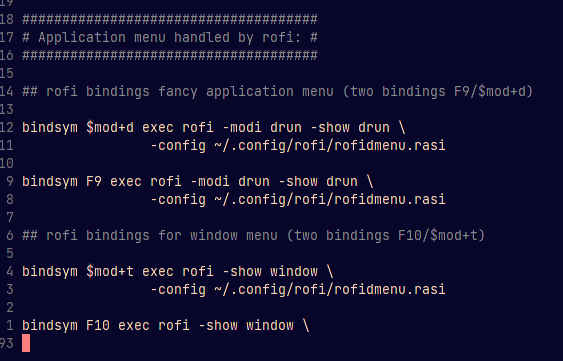 19
18 #####################################
17 # Application menu handled by rofi: #
16 #####################################
15
14 ## rofi bindings fancy application menu (two bindings F9/$mod+d)
13
12 bindsym $mod+d exec rofi -modi drun -show drun \
11                 -config ~/.config/rofi/rofidmenu.rasi
10
9 bindsym F9 exec rofi -modi drun -show drun \
8                 -config ~/.config/rofi/rofidmenu.rasi
7
6 ## rofi bindings for window menu (two bindings F10/$mod+t)
5
4 bindsym $mod+t exec rofi -show window \
3                 -config ~/.config/rofi/rofidmenu.rasi
2
1 bindsym F10 exec rofi -show window \
93